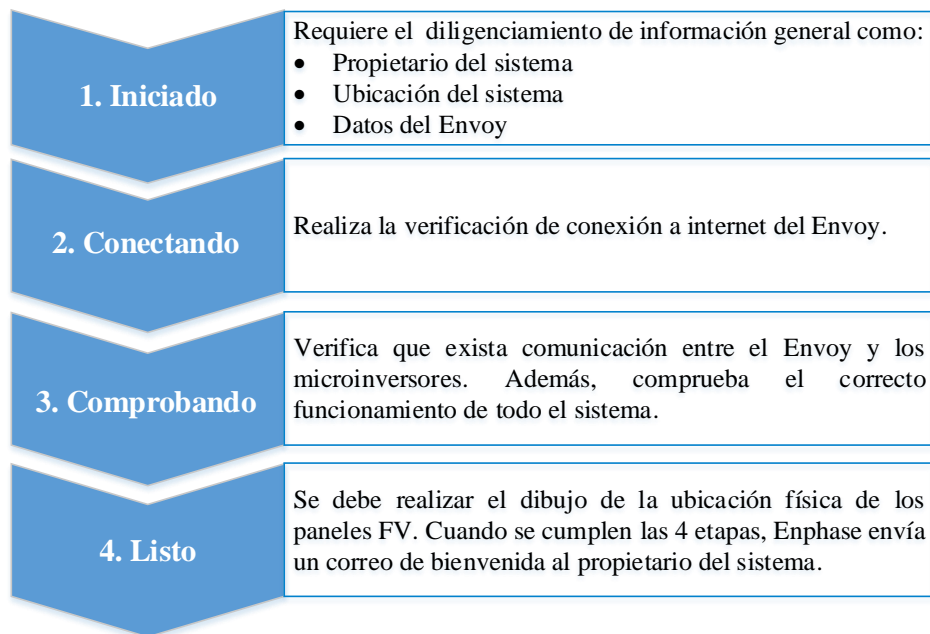 1. Iniciado
Requiere el diligenciamiento de información general como:
• Propietario del sistema
• Ubicación del sistema
• Datos del Envoy
2. Conectando
Realiza la verificación de conexión a internet del Envoy.
3. Comprobando
Verifica que exista comunicación entre el Envoy y los
microinversores. Además, comprueba el correcto
funcionamiento de todo el sistema.
4. Listo
Se debe realizar el dibujo de la ubicación física de los
paneles FV. Cuando se cumplen las 4 etapas, Enphase envía
un correo de bienvenida al propietario del sistema.